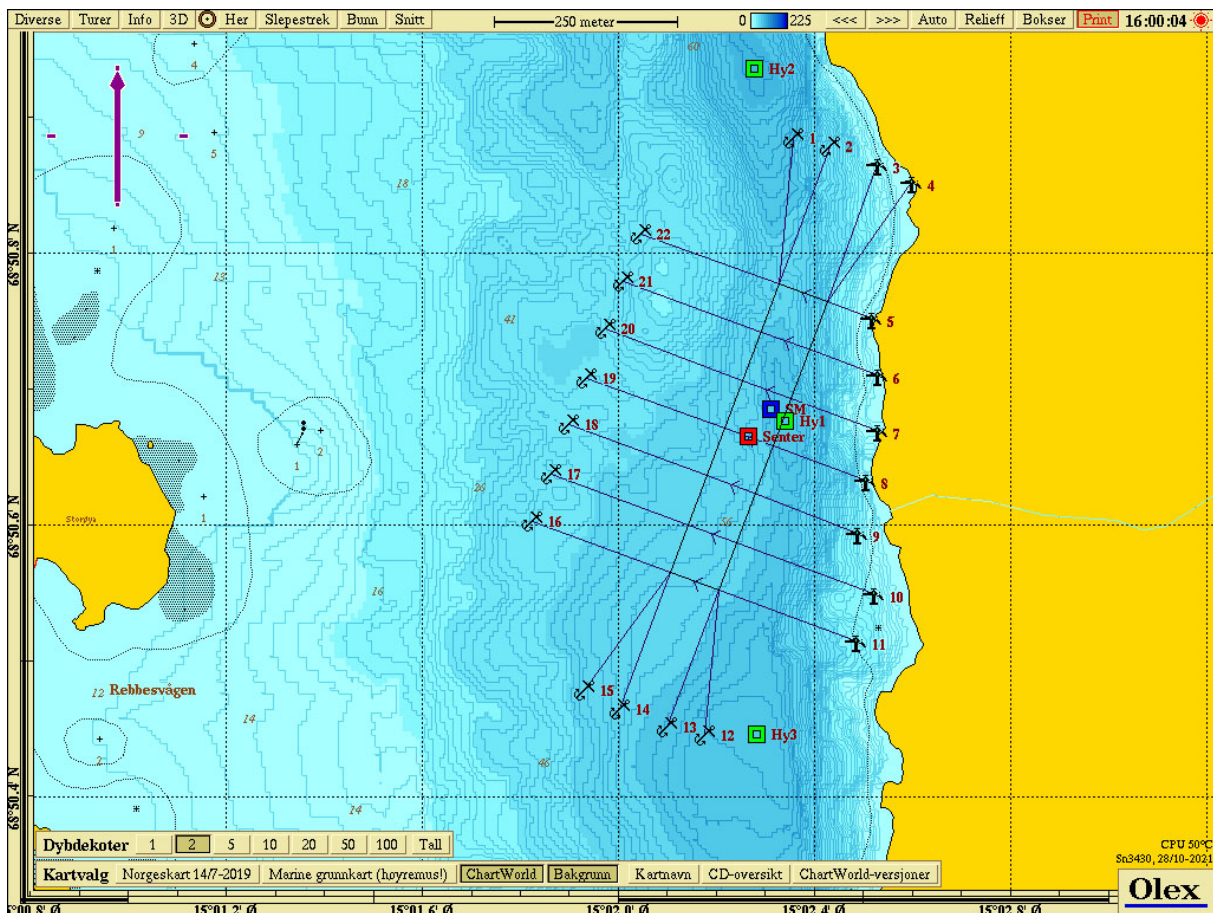 Diverse Turer Info 3D Her Slepestrek Bunn Snitt 250 meter 0 225 <<< >>> Auto Relieff Bokser Print 16:00:04
60
Hy2
4
9
5
1
2
3
4
18
22
68°50.8' N
1
13
21
41
5
20
6
19
SM
Hy1
Senter
18
7
0
1
2
17
8
26
16
1
56
9
68°50.6' N
16
10
11
15
12
Rebbesvågen
14
14
13
12
Hy3
2
46
68°50.4' N
14
Dybdekoter 1 2 5 10 20 50 100 Tall
CPU 50°C
Sn3430, 28/10-2021
Kartvalg Norgeskart 14/7-2019 Marine grunnkart (høyremus!) ChartWorld Bakgrunn Kartnavn CD-oversikt ChartWorld-versjoner
Olex
15°01.2' Ø 15°01.6' Ø 15°02.0' Ø 15°02.4' Ø 15°02.8' Ø